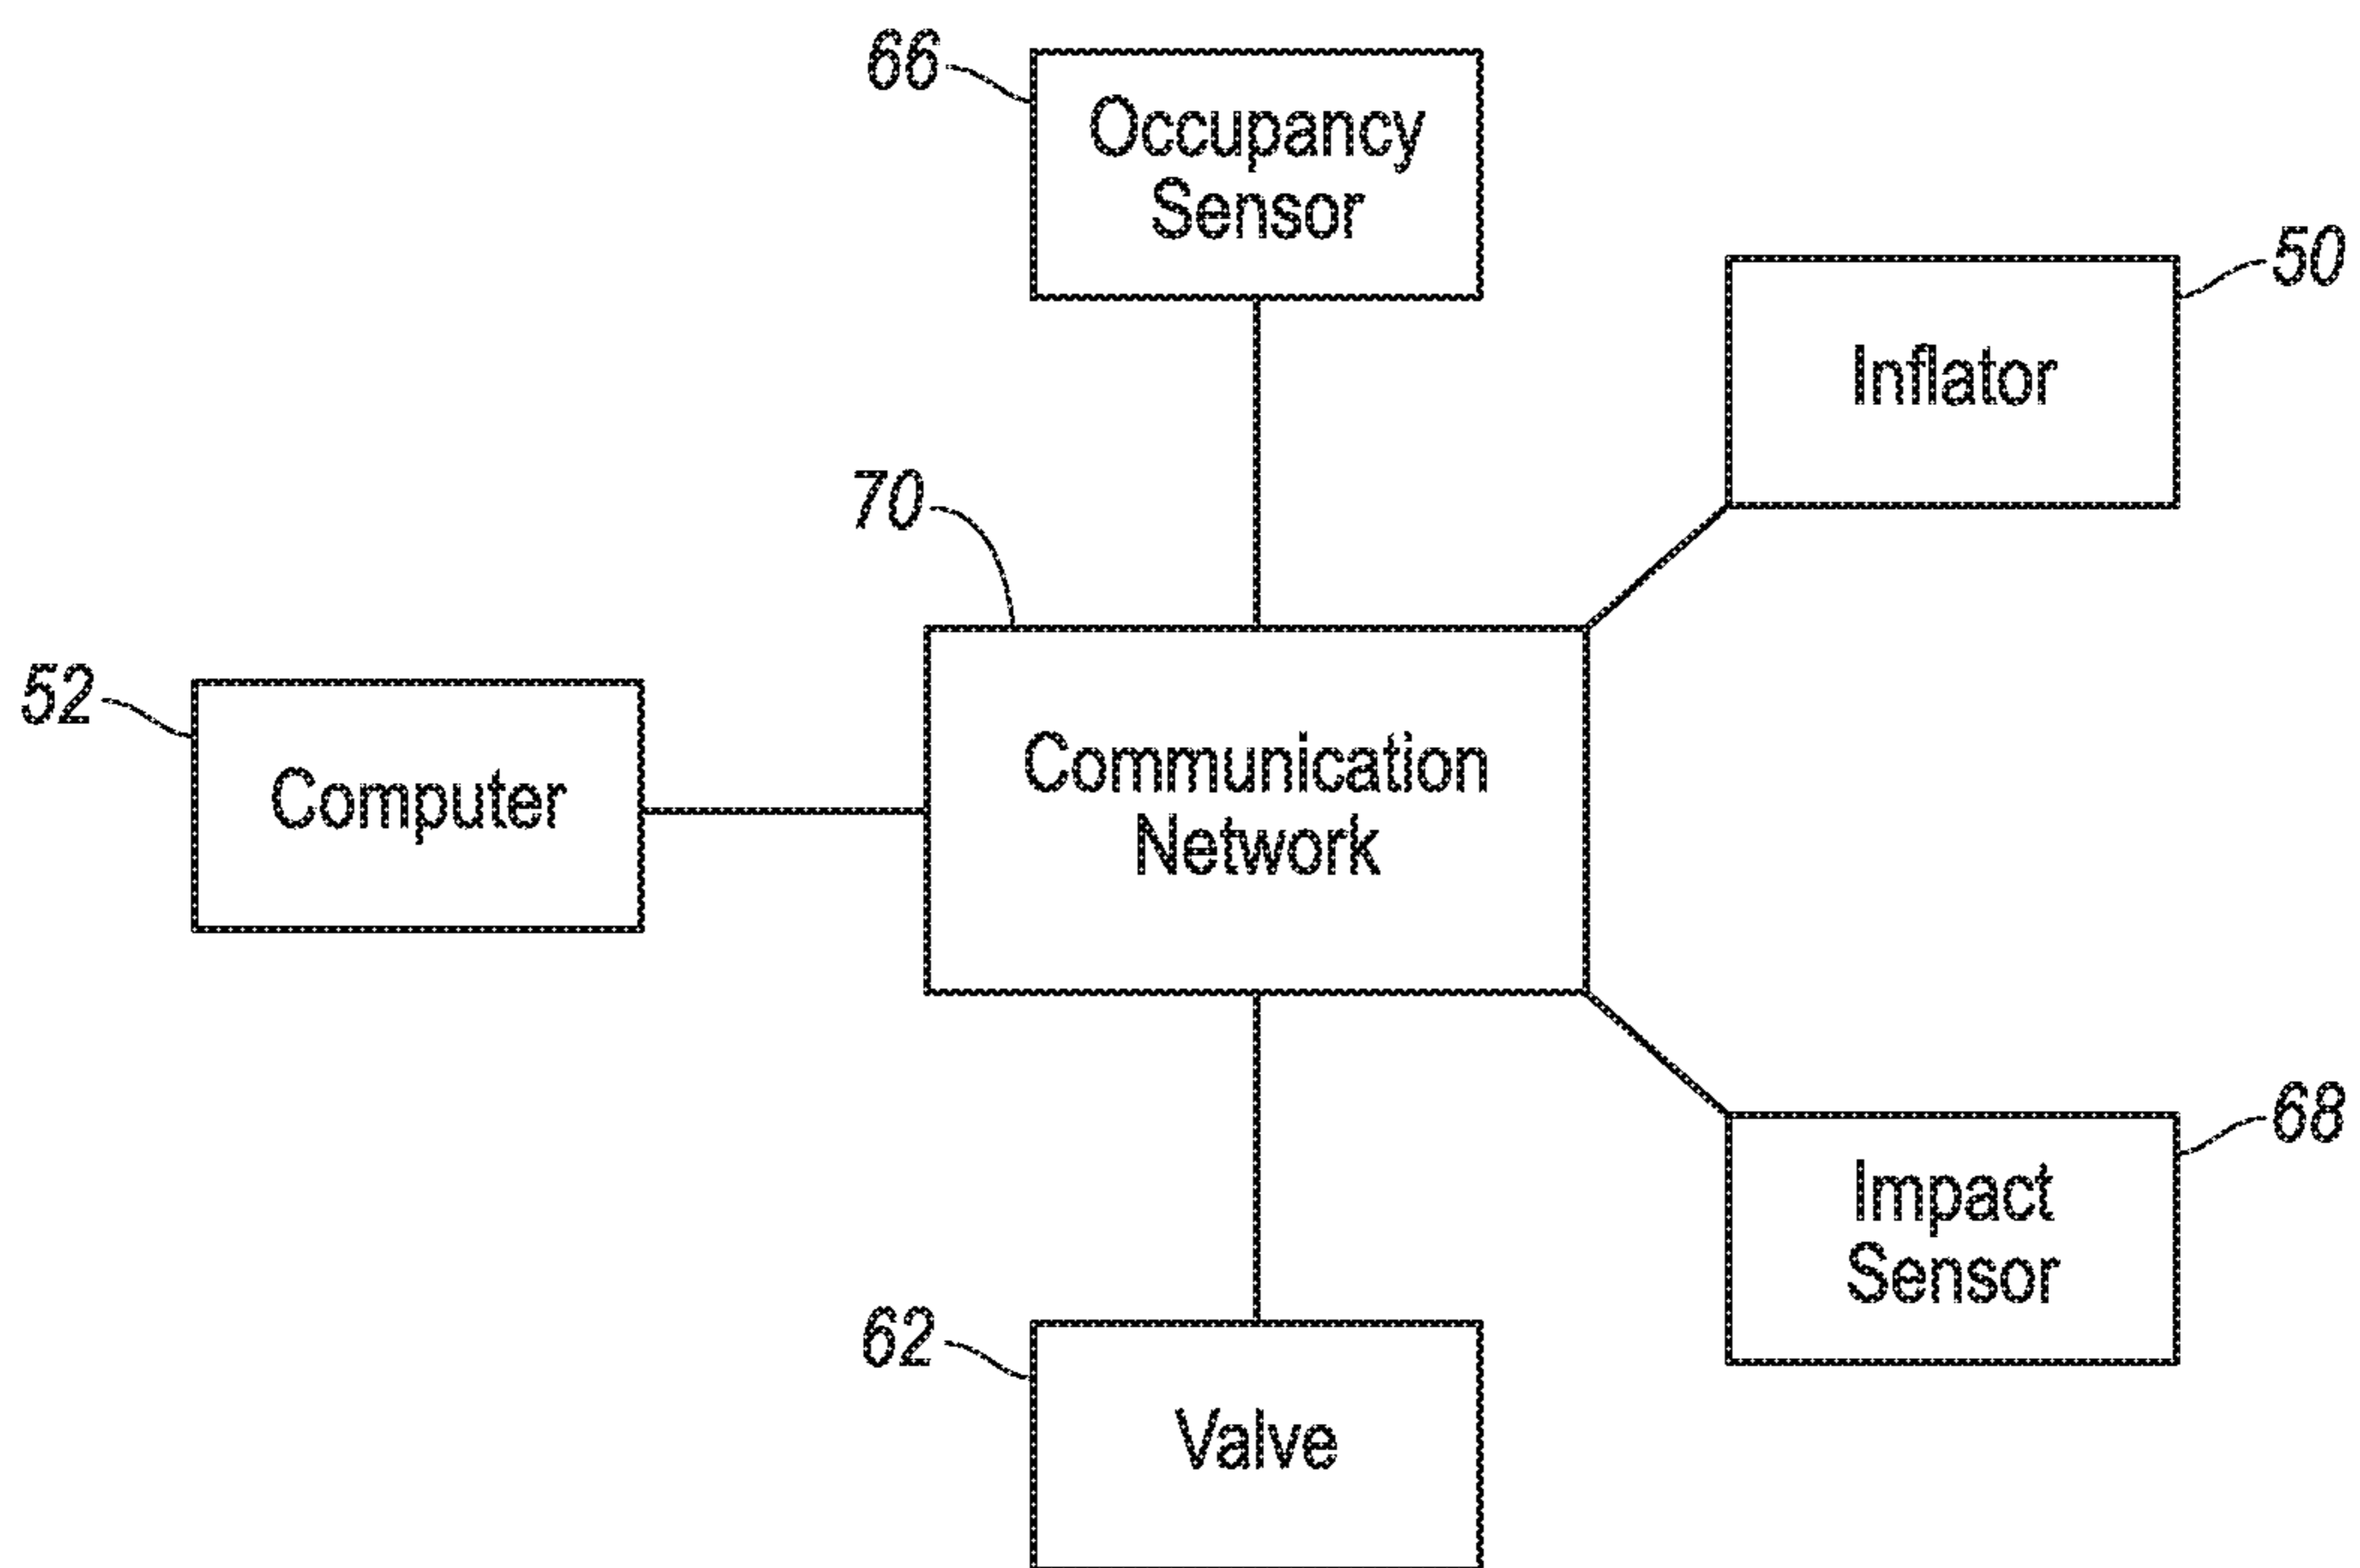 66
Occupancy
Sensor
50
Inflator
70
52
Computer
Communication
Network
68
Impact
Sensor
62
Valve